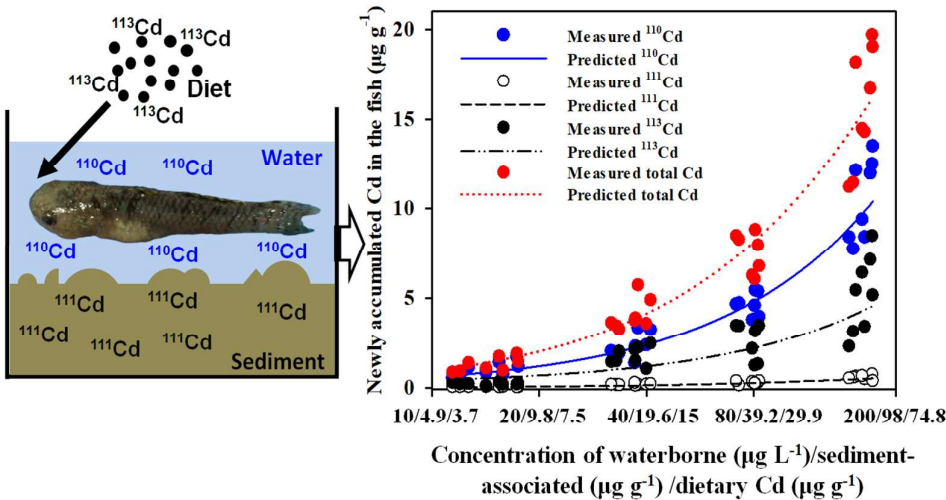 ¹¹³Cd
¹¹³Cd
¹¹³Cd
Diet
¹¹³Cd
Water
¹¹⁰Cd
¹¹⁰Cd
¹¹⁰Cd
¹¹⁰Cd
¹¹⁰Cd
¹¹¹Cd
¹¹¹Cd
¹¹¹Cd
¹¹¹Cd
¹¹¹Cd
¹¹¹Cd
Sediment
Newly accumulated Cd in the fish (µg g⁻¹)
20
15
10
5
0
Measured ¹¹⁰Cd
Predicted ¹¹⁰Cd
Measured ¹¹¹Cd
Predicted ¹¹¹Cd
Measured ¹¹³Cd
Predicted ¹¹³Cd
Measured total Cd
Predicted total Cd
10/4.9/3.7
20/9.8/7.5
40/19.6/15
80/39.2/29.9
200/98/74.8
Concentration of waterborne (µg L⁻¹)/sediment-
associated (µg g⁻¹) /dietary Cd (µg g⁻¹)